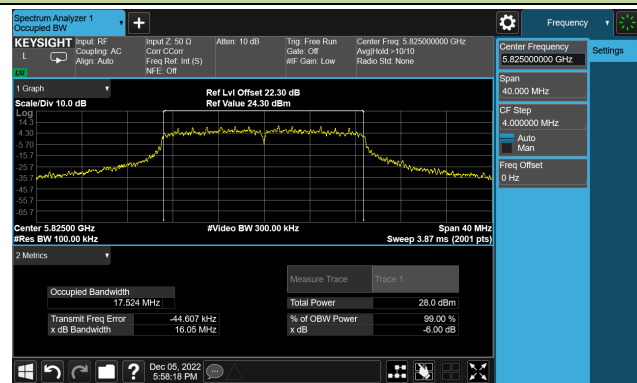 Spectrum Analyzer 1
Occupied BW
+
Frequency
KEYSIGHT
L
LXI
Input: RF
Coupling: AC
Align: Auto
Input Z: 50 Ω
Corr CCorr
Freq Ref: Int (S)
NFE: Off
Atten: 10 dB
Trig: Free Run
Gate: Off
#IF Gain: Low
Center Freq: 5.825000000 GHz
Avg|Hold:>10/10
Radio Std: None
Center Frequency
5.825000000 GHz
Settings
Span
40.000 MHz
CF Step
4.000000 MHz
Auto
Man
Freq Offset
0 Hz
1 Graph
Scale/Div 10.0 dB
Ref Lvl Offset 22.30 dB
Ref Value 24.30 dBm
Log
14.3
4.30
-5.70
-15.7
-25.7
-35.7
-45.7
-55.7
-65.7
Center 5.82500 GHz
#Video BW 300.00 kHz
Span 40 MHz
#Res BW 100.00 kHz
Sweep 3.87 ms (2001 pts)
2 Metrics
Measure Trace
Trace 1
Occupied Bandwidth
17.524 MHz
Total Power
28.0 dBm
Transmit Freq Error
-44.607 kHz
% of OBW Power
99.00 %
x dB Bandwidth
16.05 MHz
x dB
-6.00 dB
?
Dec 05, 2022
5:58:18 PM